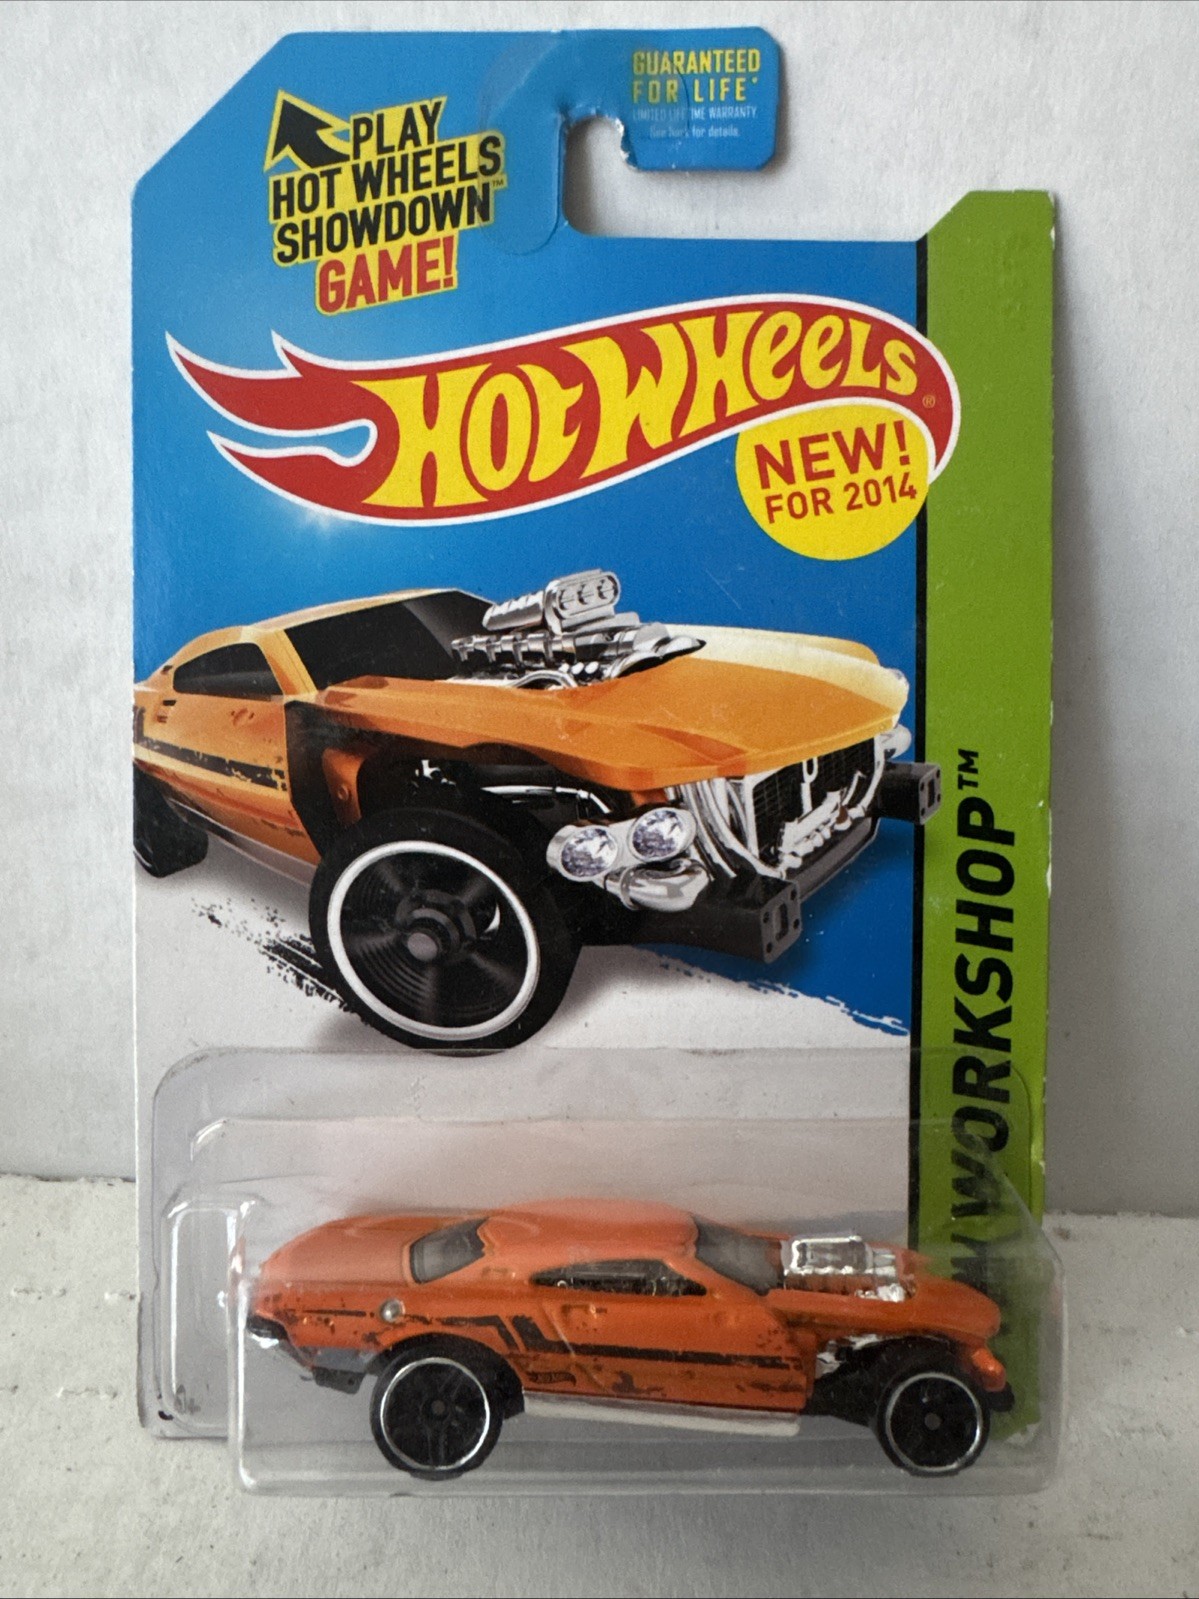 GUARANTEED
FOR LIFE*
LIMITED LIFETIME WARRANTY.
See back for details.
PLAY
HOT WHEELS
SHOWDOWN™
GAME!
HOT WHEELS®
NEW!
FOR 2014
HW WORKSHOP™